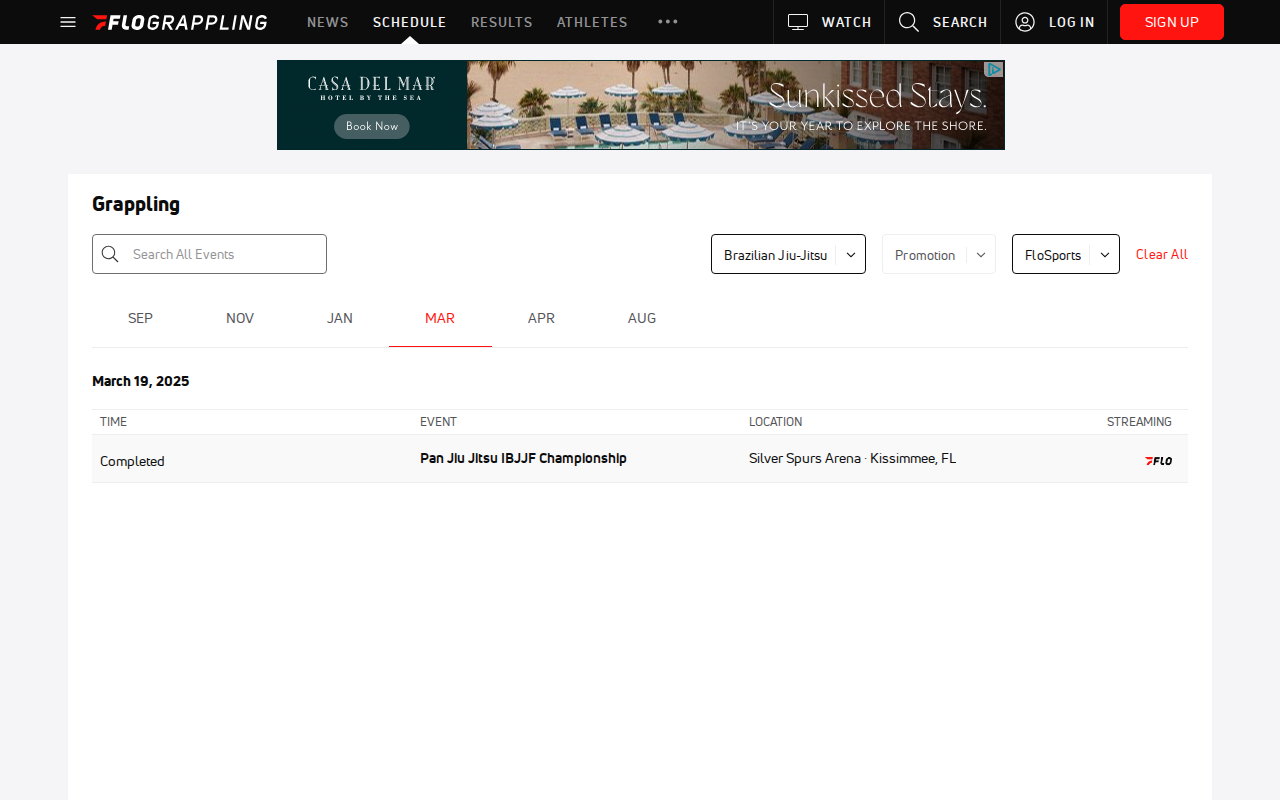 FLOGRAPPLING NEWS SCHEDULE RESULTS ATHLETES ••• WATCH SEARCH LOG IN SIGN UP
CASA DEL MAR
HOTEL BY THE SEA
Book Now
Sunkissed Stays.
IT'S YOUR YEAR TO EXPLORE THE SHORE.
Grappling
Search All Events Brazilian Jiu-Jitsu Promotion FloSports Clear All
SEP NOV JAN MAR APR AUG
March 19, 2025
TIME EVENT LOCATION STREAMING
Completed Pan Jiu Jitsu IBJJF Championship Silver Spurs Arena · Kissimmee, FL FLO